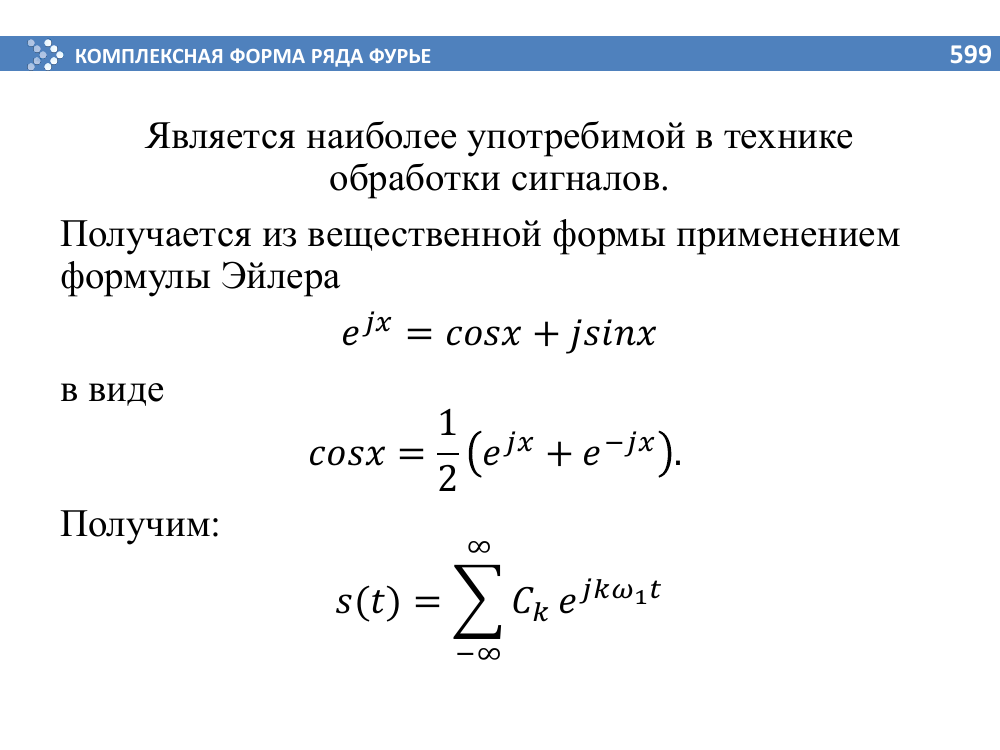 КОМПЛЕКСНАЯ ФОРМА РЯДА ФУРЬЕ 599
Является наиболее употребимой в технике
обработки сигналов.
Получается из вещественной формы применением
формулы Эйлера
$e^{jx} = cosx + jsinx$
в виде
$cosx = \frac{1}{2}\left(e^{jx} + e^{-jx}\right).$
Получим:
$s(t) = \sum_{-\infty}^{\infty} C_k \, e^{jk\omega_1 t}$